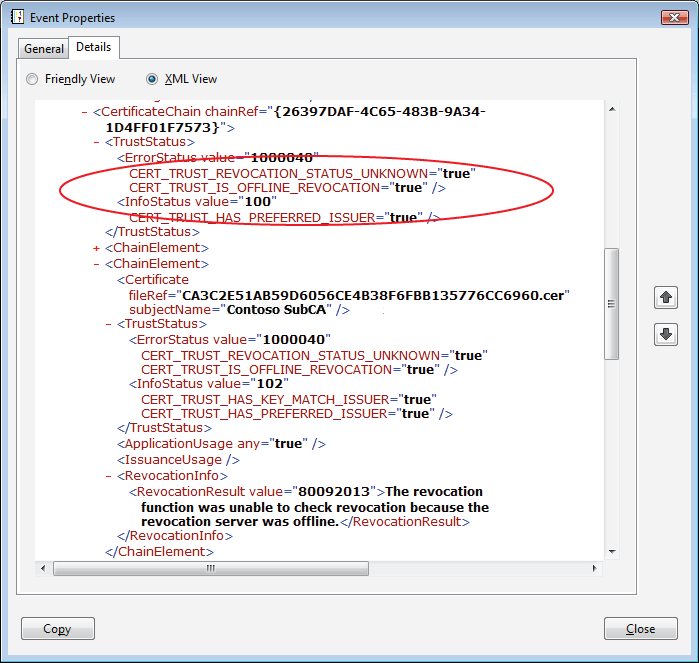 Event Properties
General
Details
Friendly View
XML View
- <CertificateChain chainRef="{26397DAF-4C65-483B-9A34-
1D4FF01F7573}">
- <TrustStatus>
<ErrorStatus value="1000040"
CERT_TRUST_REVOCATION_STATUS_UNKNOWN="true"
CERT_TRUST_IS_OFFLINE_REVOCATION="true" />
<InfoStatus value="100"
CERT_TRUST_HAS_PREFERRED_ISSUER="true" />
</TrustStatus>
+ <ChainElement>
- <ChainElement>
<Certificate
fileRef="CA3C2E51AB59D6056CE4B38F6FBB135776CC6960.cer"
subjectName="Contoso SubCA" />
- <TrustStatus>
<ErrorStatus value="1000040"
CERT_TRUST_REVOCATION_STATUS_UNKNOWN="true"
CERT_TRUST_IS_OFFLINE_REVOCATION="true" />
<InfoStatus value="102"
CERT_TRUST_HAS_KEY_MATCH_ISSUER="true"
CERT_TRUST_HAS_PREFERRED_ISSUER="true" />
</TrustStatus>
<ApplicationUsage any="true" />
<IssuanceUsage />
- <RevocationInfo>
<RevocationResult value="80092013">The revocation
function was unable to check revocation because the
revocation server was offline.</RevocationResult>
</RevocationInfo>
</ChainElement>
Copy
Close